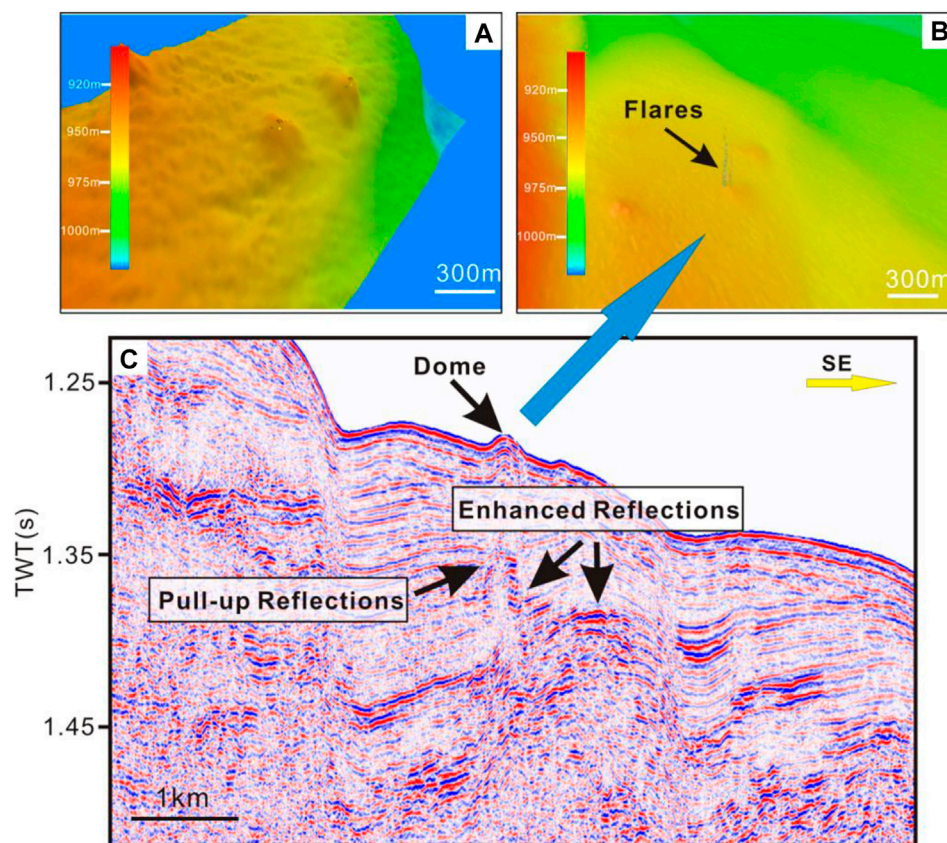 A
920m
950m
975m
1000m
300m
B
920m
950m
975m
1000m
Flares
300m
C
TWT(s)
1.25
1.35
1.45
Dome
SE
Enhanced Reflections
Pull-up Reflections
1km